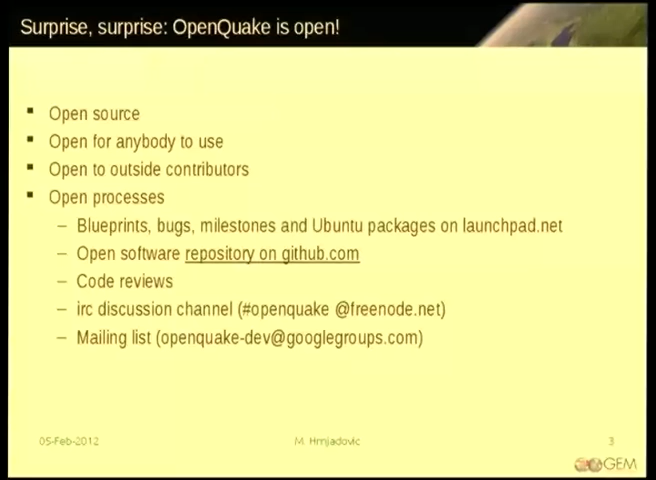 Surprise, surprise: OpenQuake is open!
Open source
Open for anybody to use
Open to outside contributors
Open processes
– Blueprints, bugs, milestones and Ubuntu packages on launchpad.net
– Open software repository on github.com
– Code reviews
– irc discussion channel (#openquake @freenode.net)
– Mailing list (openquake-dev@googlegroups.com)
05-Feb-2012
M. Hrnjadovic
3
GEM